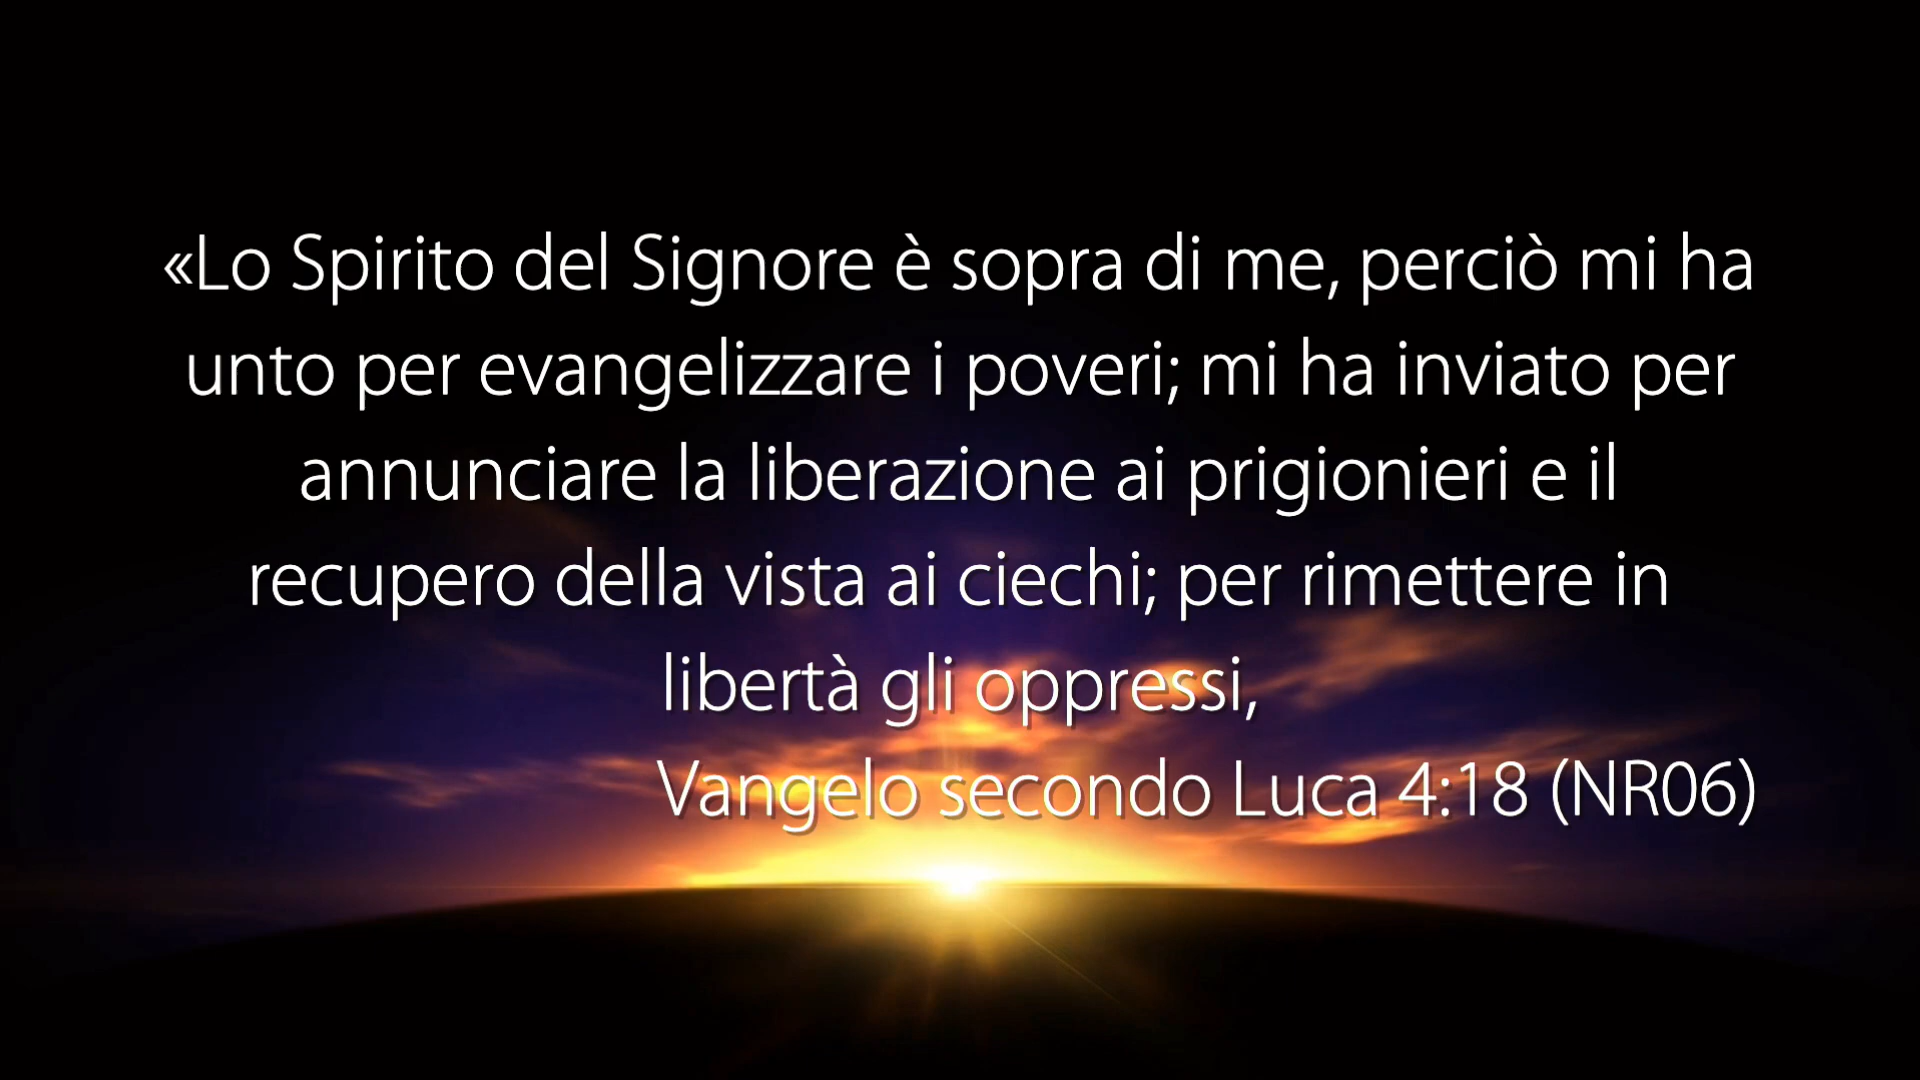 «Lo Spirito del Signore è sopra di me, perciò mi ha
unto per evangelizzare i poveri; mi ha inviato per
annunciare la liberazione ai prigionieri e il
recupero della vista ai ciechi; per rimettere in
libertà gli oppressi,
Vangelo secondo Luca 4:18 (NR06)